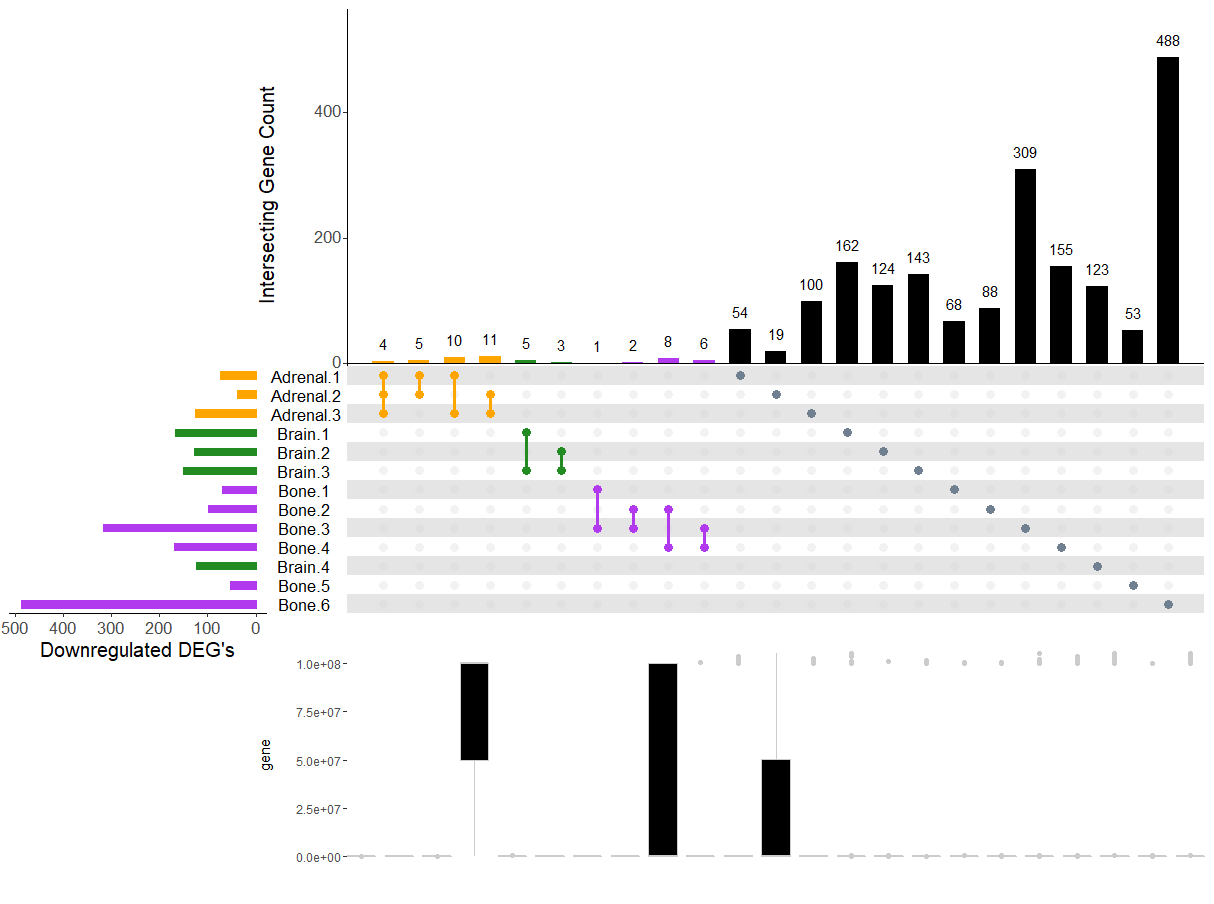 Intersecting Gene Count
400
200
0
4 5 10 11 5 3 1 2 8 6 54 19 100 162 124 143 68 88 309 155 123 53 488
Adrenal.1
Adrenal.2
Adrenal.3
Brain.1
Brain.2
Brain.3
Bone.1
Bone.2
Bone.3
Bone.4
Brain.4
Bone.5
Bone.6
500 400 300 200 100 0
Downregulated DEG's
gene
1.0e+08
7.5e+07
5.0e+07
2.5e+07
0.0e+00